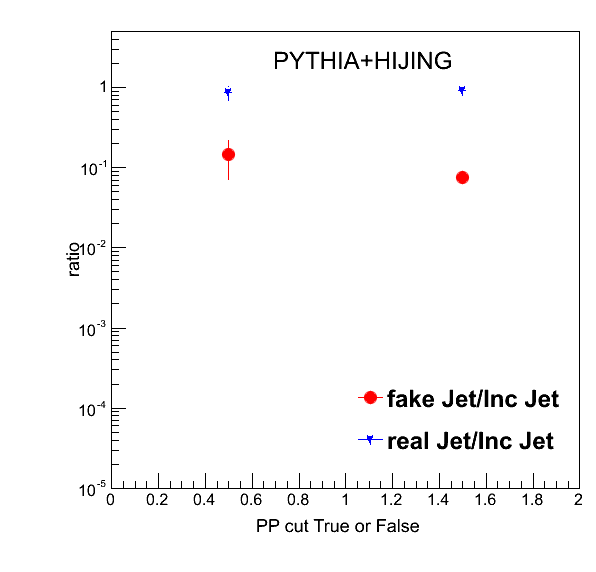 PYTHIA+HIJING
1
10-1
10-2
10-3
10-4
10-5
ratio
fake Jet/Inc Jet
real Jet/Inc Jet
0 0.2 0.4 0.6 0.8 1 1.2 1.4 1.6 1.8 2
PP cut True or False